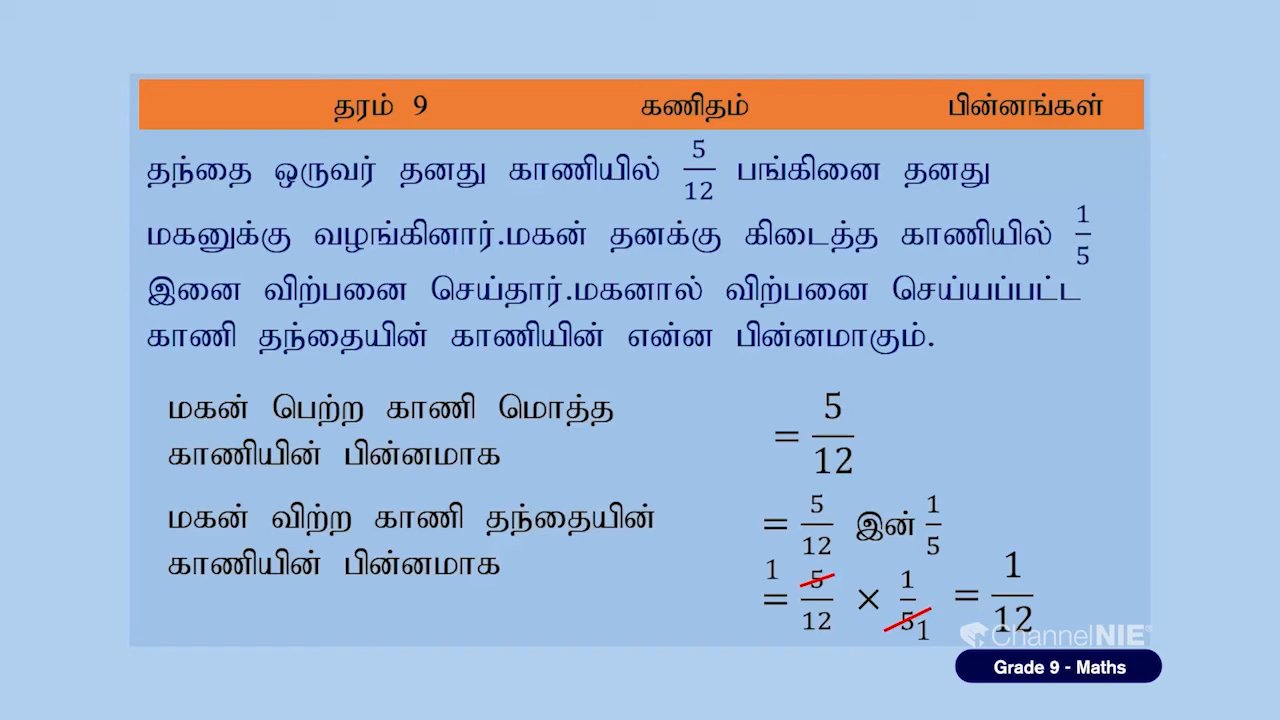 தரம் 9 கணிதம் பின்னங்கள்
தந்தை ஒருவர் தனது காணியில் 5/12 பங்கினை தனது
மகனுக்கு வழங்கினார்.மகன் தனக்கு கிடைத்த காணியில் 1/5
இனை விற்பனை செய்தார்.மகனால் விற்பனை செய்யப்பட்ட
காணி தந்தையின் காணியின் என்ன பின்னமாகும்.
மகன் பெற்ற காணி மொத்த
காணியின் பின்னமாக = 5/12
மகன் விற்ற காணி தந்தையின் = 5/12 இன் 1/5
காணியின் பின்னமாக
1
= 5/12 × 1/5 1 = 1/12
ChannelNIE
Grade 9 - Maths